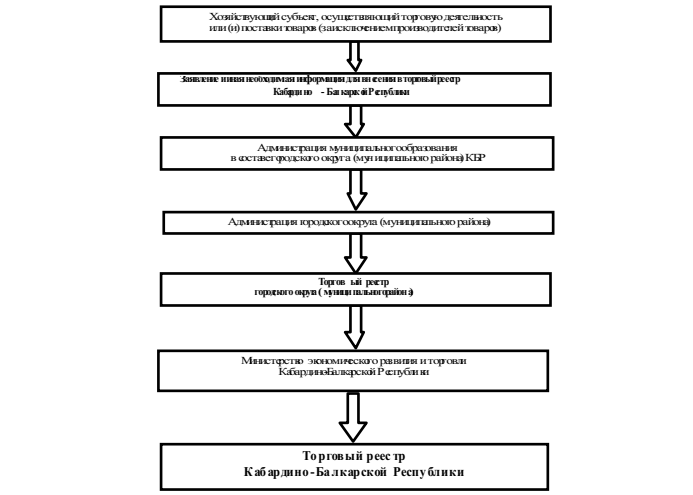 Хозяйствующий субъект, осуществляющий торговую деятельность
или (и) поставки товаров (за исключением производителей товаров)
Заявление и иная необходимая информация для внесения в торговый реестр
Кабардино - Балкарской Республики
Администрация муниципального образования
в составе городского округа (муниципального района) КБР
Администрация городского округа (муниципального района)
Торговый реестр
городского округа ( муниципального района)
Министерство экономического развития и торговли
Кабардино-Балкарской Республики
Торговый реестр
Кабардино-Балкарской Республики